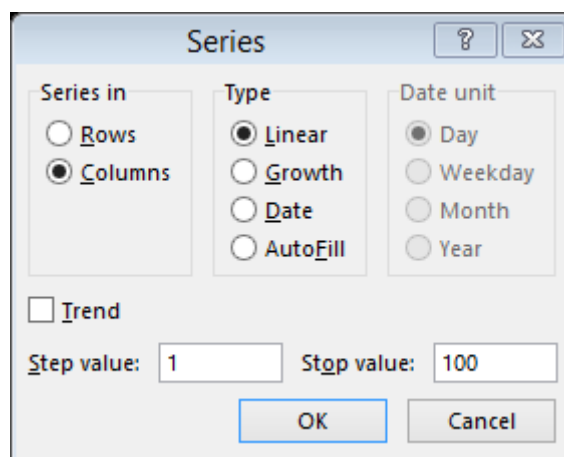 Series
Series in
Rows
Columns
Type
Linear
Growth
Date
AutoFill
Date unit
Day
Weekday
Month
Year
Trend
Step value: 1 Stop value: 100
OK Cancel